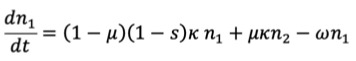 dn₁/dt = (1 − μ)(1 − s)κ n₁ + μκn₂ − ωn₁